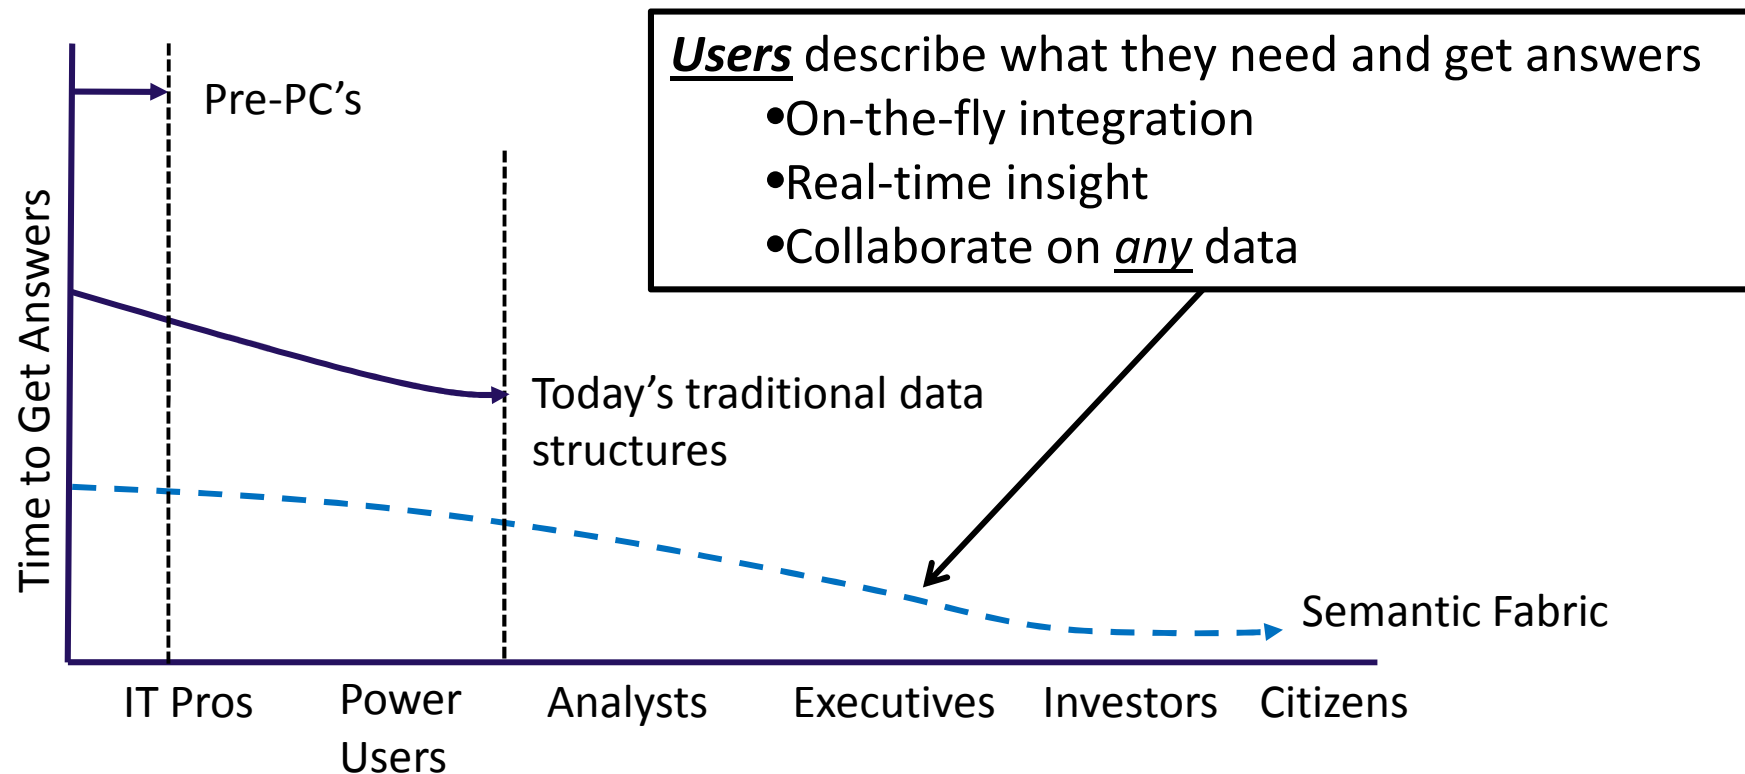 Users describe what they need and get answers
•On-the-fly integration
•Real-time insight
•Collaborate on any data
Pre-PC’s
Time to Get Answers
Today’s traditional data
structures
Semantic Fabric
IT Pros
Power
Users
Analysts
Executives
Investors
Citizens